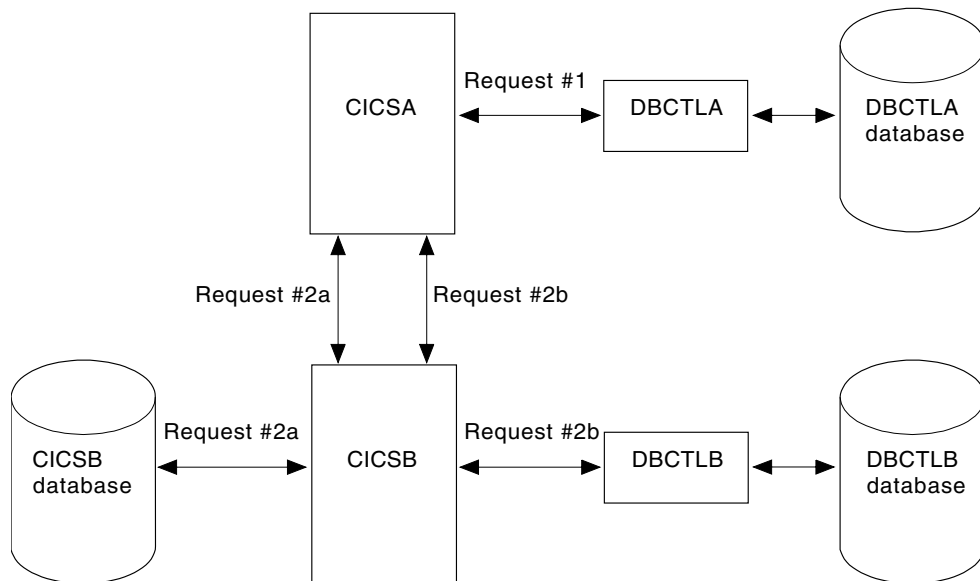 Request #1
CICSA
DBCTLA
DBCTLA
database
Request #2a
Request #2b
Request #2a
Request #2b
CICSB
database
CICSB
DBCTLB
DBCTLB
database